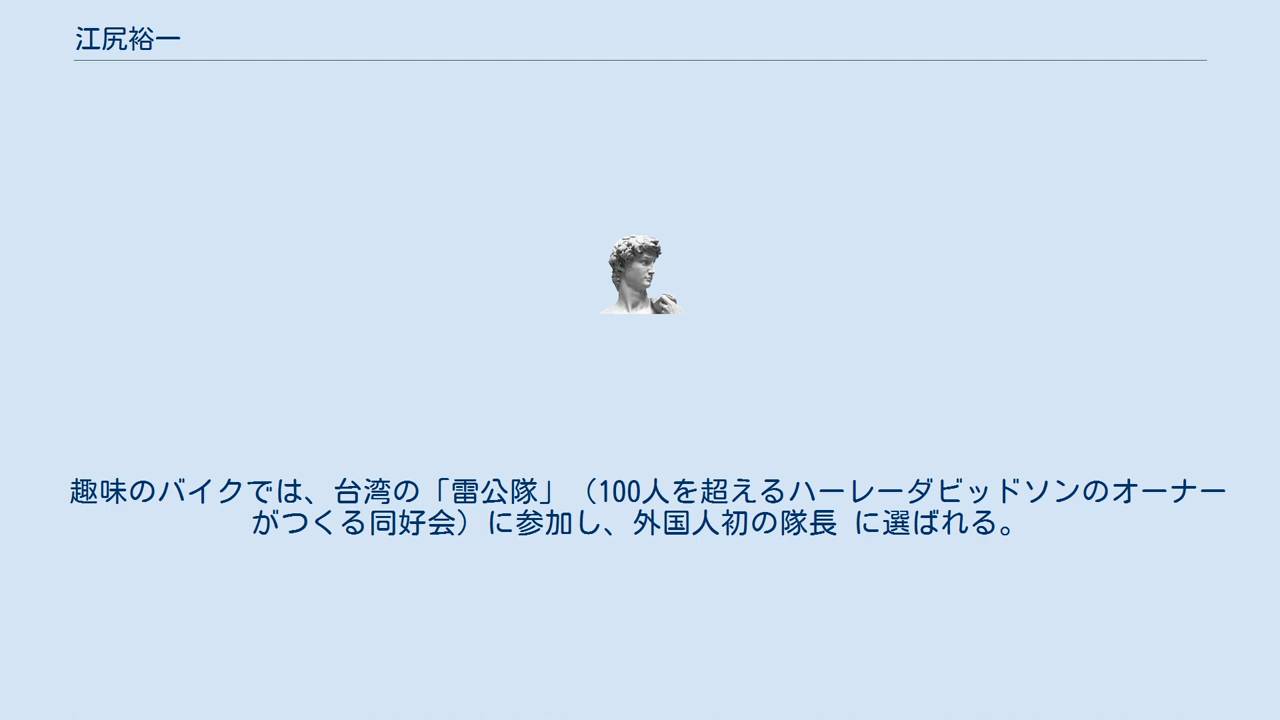 江尻裕一
趣味のバイクでは、台湾の「雷公隊」（100人を超えるハーレーダビッドソンのオーナー
がつくる同好会）に参加し、外国人初の隊長 に選ばれる。